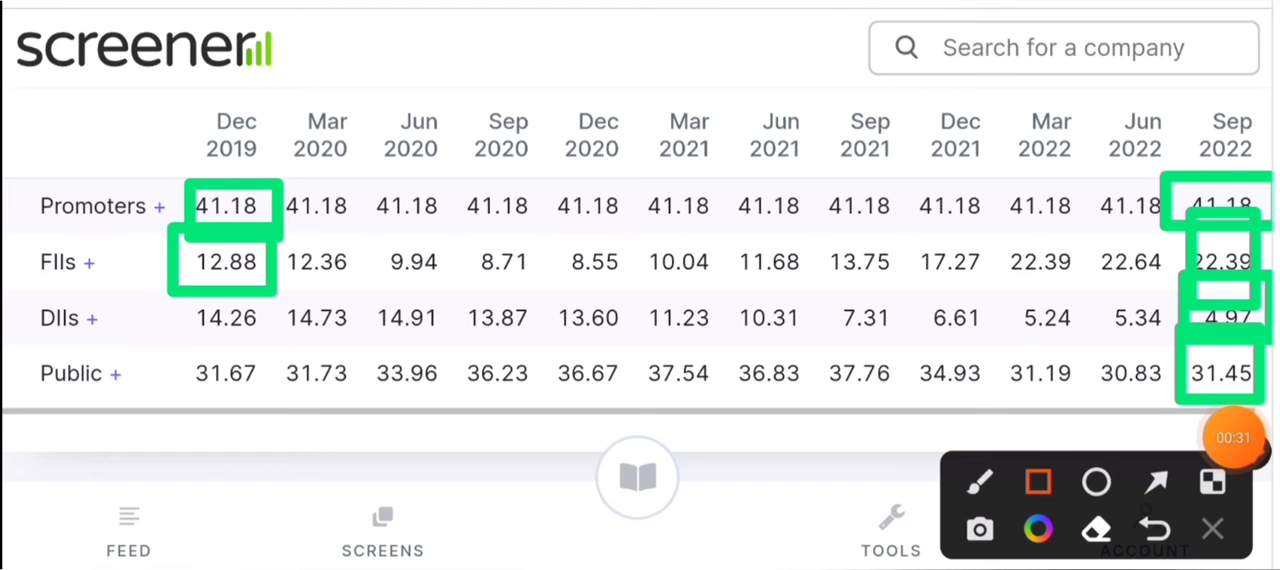 screener
Search for a company
Dec Mar Jun Sep Dec Mar Jun Sep Dec Mar Jun Sep
2019 2020 2020 2020 2020 2021 2021 2021 2021 2022 2022 2022
Promoters + 41.18 41.18 41.18 41.18 41.18 41.18 41.18 41.18 41.18 41.18 41.18 41.18
FIIs + 12.88 12.36 9.94 8.71 8.55 10.04 11.68 13.75 17.27 22.39 22.64 22.39
DIIs + 14.26 14.73 14.91 13.87 13.60 11.23 10.31 7.31 6.61 5.24 5.34 4.97
Public + 31.67 31.73 33.96 36.23 36.67 37.54 36.83 37.76 34.93 31.19 30.83 31.45
00:31
FEED SCREENS TOOLS ACCOUNT